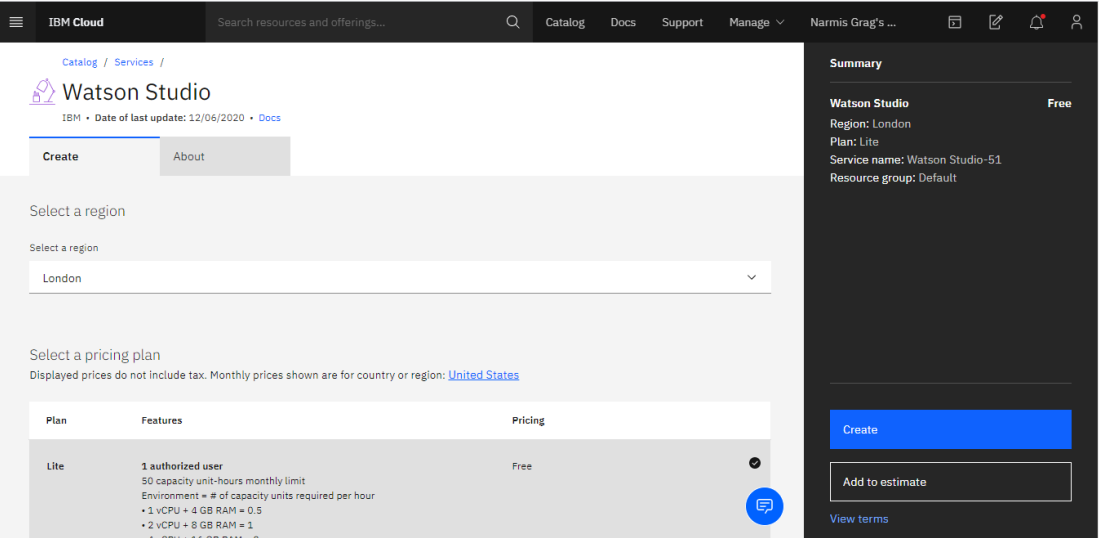 IBM Cloud
Search resources and offerings...
Catalog
Docs
Support
Manage
Narmis Grag's ...
Catalog / Services /
Watson Studio
IBM • Date of last update: 12/06/2020 • Docs
Create
About
Select a region
Select a region
London
Select a pricing plan
Displayed prices do not include tax. Monthly prices shown are for country or region: United States
Plan Features Pricing
Lite 1 authorized user Free
50 capacity unit-hours monthly limit
Environment = # of capacity units required per hour
• 1 vCPU + 4 GB RAM = 0.5
• 2 vCPU + 8 GB RAM = 1
Summary
Watson Studio Free
Region: London
Plan: Lite
Service name: Watson Studio-51
Resource group: Default
Create
Add to estimate
View terms